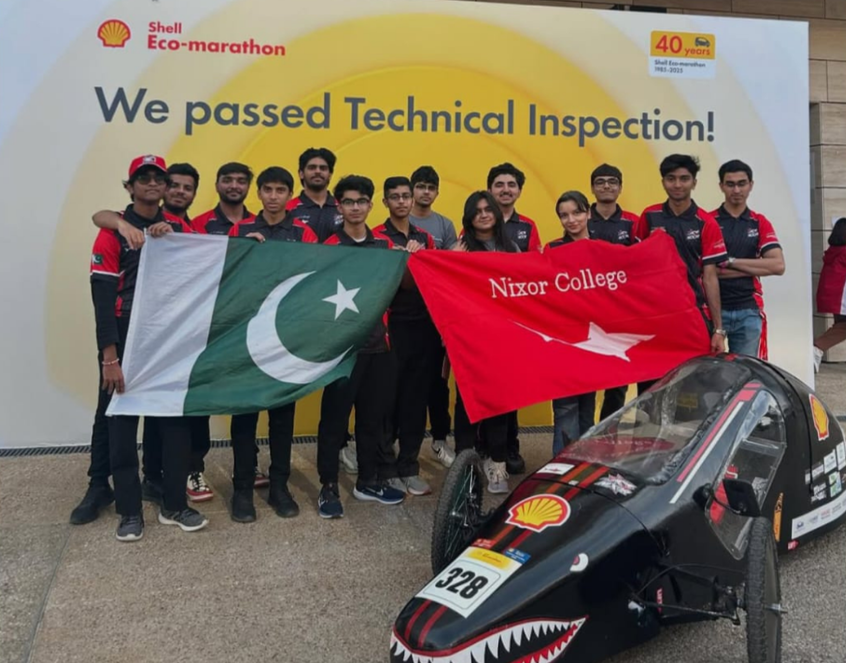 Shell
Eco-marathon
40 years
Shell Eco-marathon
1985-2025
We passed Technical Inspection!
Nixor College
328